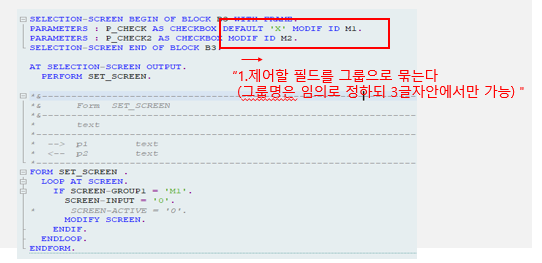 SELECTION-SCREEN BEGIN OF BLOCK B3 WITH FRAME.
PARAMETERS : P_CHECK AS CHECKBOX DEFAULT 'X' MODIF ID M1.
PARAMETERS : P_CHECK2 AS CHECKBOX MODIF ID M2.
SELECTION-SCREEN END OF BLOCK B3.
AT SELECTION-SCREEN OUTPUT.
PERFORM SET_SCREEN.
"1.제어할 필드를 그룹으로 묶는다
(그룹명은 임의로 정하되 3글자안에서만 가능) "
*&---------------------------------------------------------------------*
*& Form SET_SCREEN
*&---------------------------------------------------------------------*
* text
*----------------------------------------------------------------------*
* --> p1 text
* <-- p2 text
*----------------------------------------------------------------------*
FORM SET_SCREEN .
LOOP AT SCREEN.
IF SCREEN-GROUP1 = 'M1'.
SCREEN-INPUT = '0'.
* SCREEN-ACTIVE = '0'.
MODIFY SCREEN.
ENDIF.
ENDLOOP.
ENDFORM.